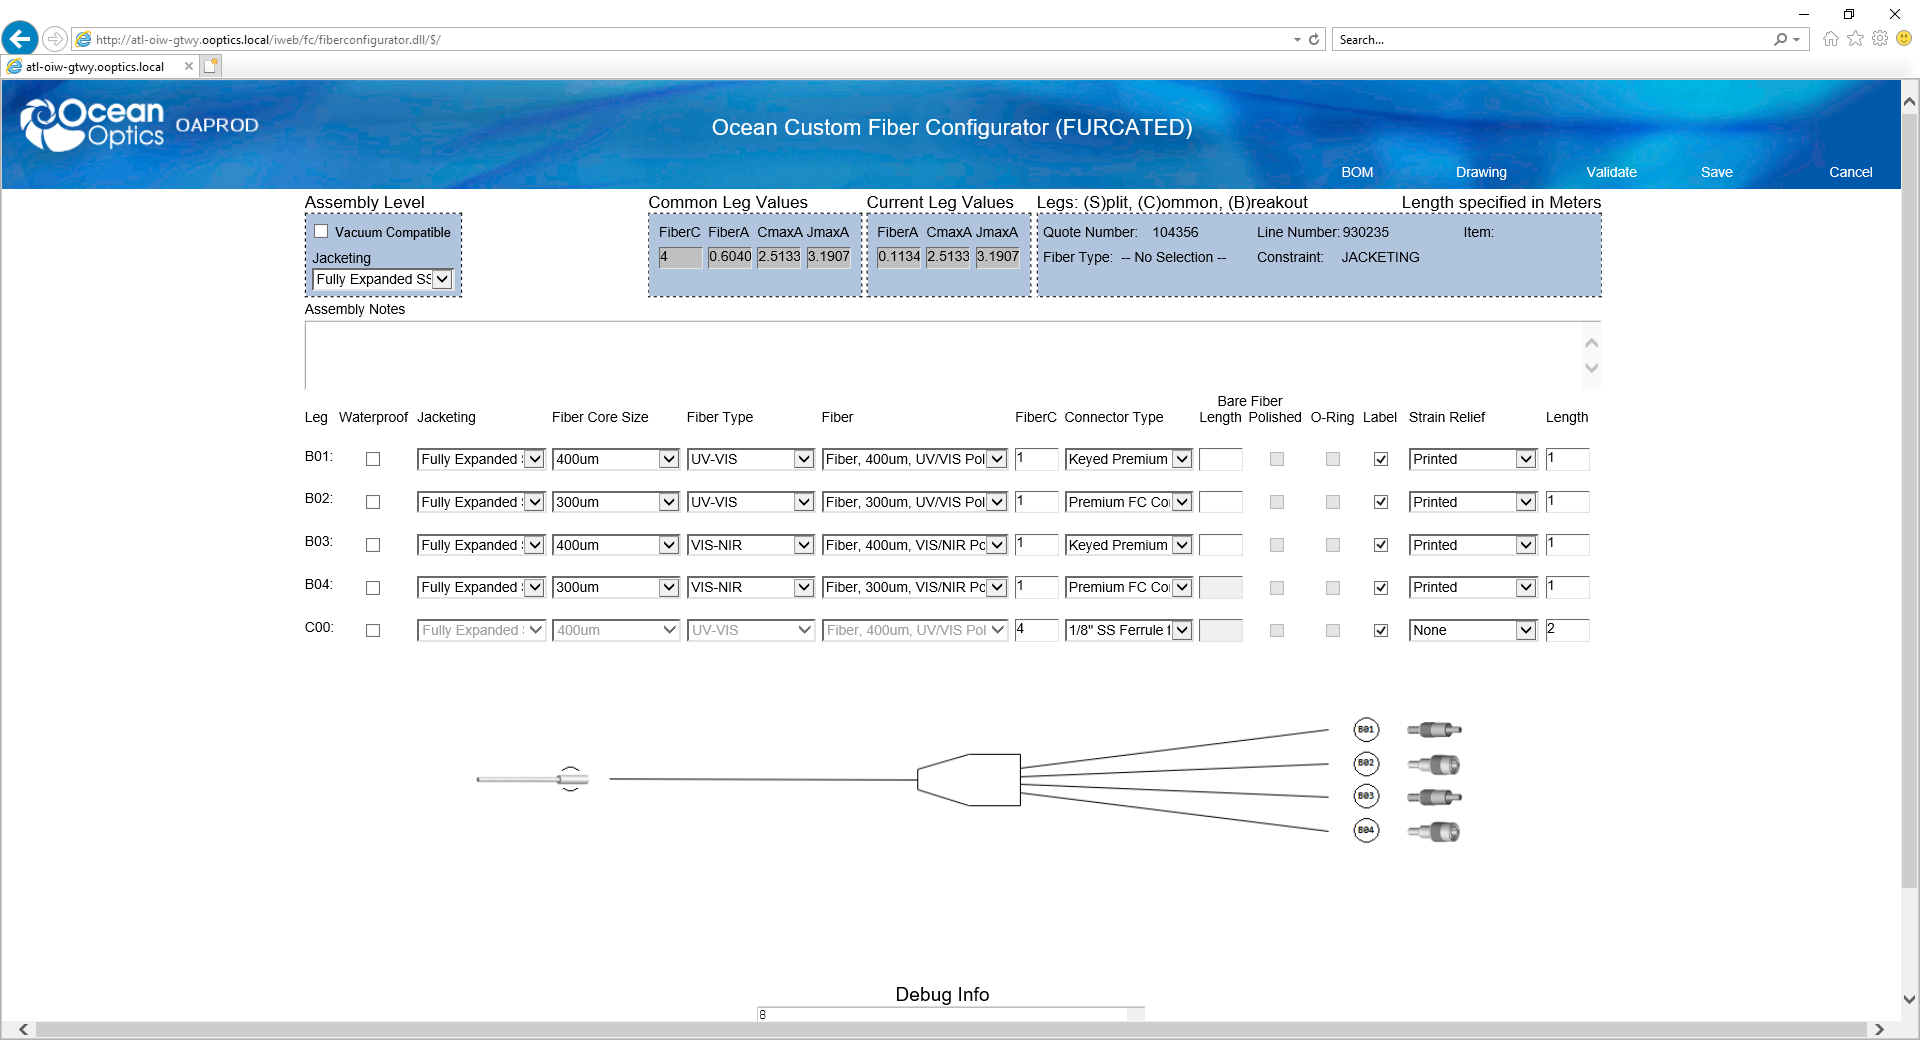 http://atl-oiw-gtwy.ooptics.local/iweb/fc/fiberconfigurator.dll/$/
Search...
atl-oiw-gtwy.ooptics.local
Ocean Optics OAPROD
Ocean Custom Fiber Configurator (FURCATED)
BOM Drawing Validate Save Cancel
Assembly Level Common Leg Values Current Leg Values Legs: (S)plit, (C)ommon, (B)reakout Length specified in Meters
Vacuum Compatible FiberC FiberA CmaxA JmaxA FiberA CmaxA JmaxA Quote Number: 104356 Line Number: 930235 Item:
Jacketing 4 0.6040 2.5133 3.1907 0.1134 2.5133 3.1907 Fiber Type: -- No Selection -- Constraint: JACKETING
Fully Expanded SS
Assembly Notes
Bare Fiber
Leg Waterproof Jacketing Fiber Core Size Fiber Type Fiber FiberC Connector Type Length Polished O-Ring Label Strain Relief Length
B01: Fully Expanded 400um UV-VIS Fiber, 400um, UV/VIS Pol 1 Keyed Premium Printed 1
B02: Fully Expanded 300um UV-VIS Fiber, 300um, UV/VIS Pol 1 Premium FC Co Printed 1
B03: Fully Expanded 400um VIS-NIR Fiber, 400um, VIS/NIR Pc 1 Keyed Premium Printed 1
B04: Fully Expanded 300um VIS-NIR Fiber, 300um, VIS/NIR Pc 1 Premium FC Co Printed 1
C00: Fully Expanded 400um UV-VIS Fiber, 400um, UV/VIS Pol 4 1/8" SS Ferrule f None 2
B01
B02
B03
B04
Debug Info
8